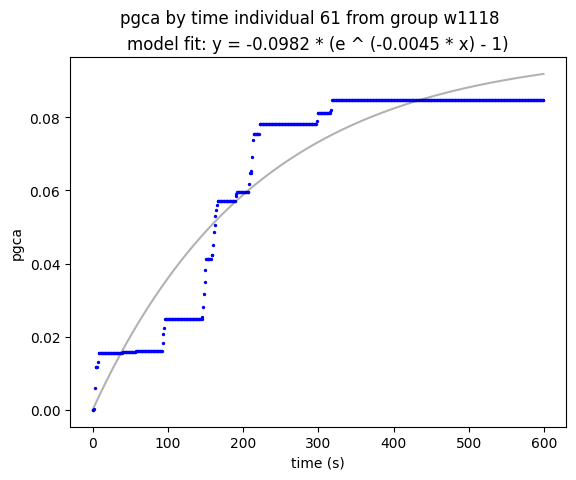 pgca by time individual 61 from group w1118
model fit: y = -0.0982 * (e ^ (-0.0045 * x) - 1)
0.08
0.06
0.04
0.02
0.00
pgca
0 100 200 300 400 500 600
time (s)